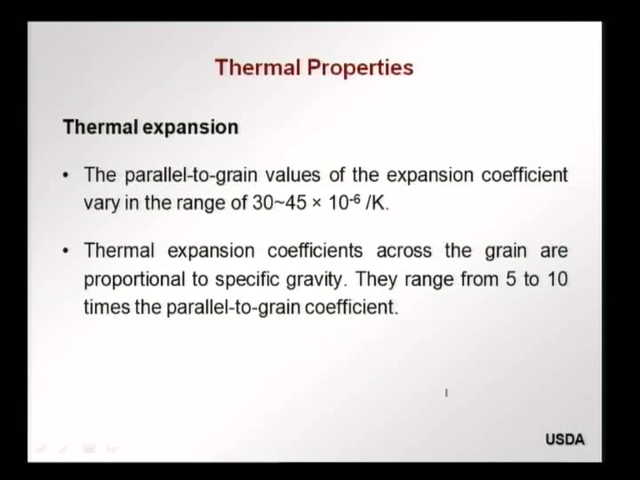 Thermal Properties
Thermal expansion
• The parallel-to-grain values of the expansion coefficient
vary in the range of 30~45 × 10⁻⁶ /K.
• Thermal expansion coefficients across the grain are
proportional to specific gravity. They range from 5 to 10
times the parallel-to-grain coefficient.
USDA